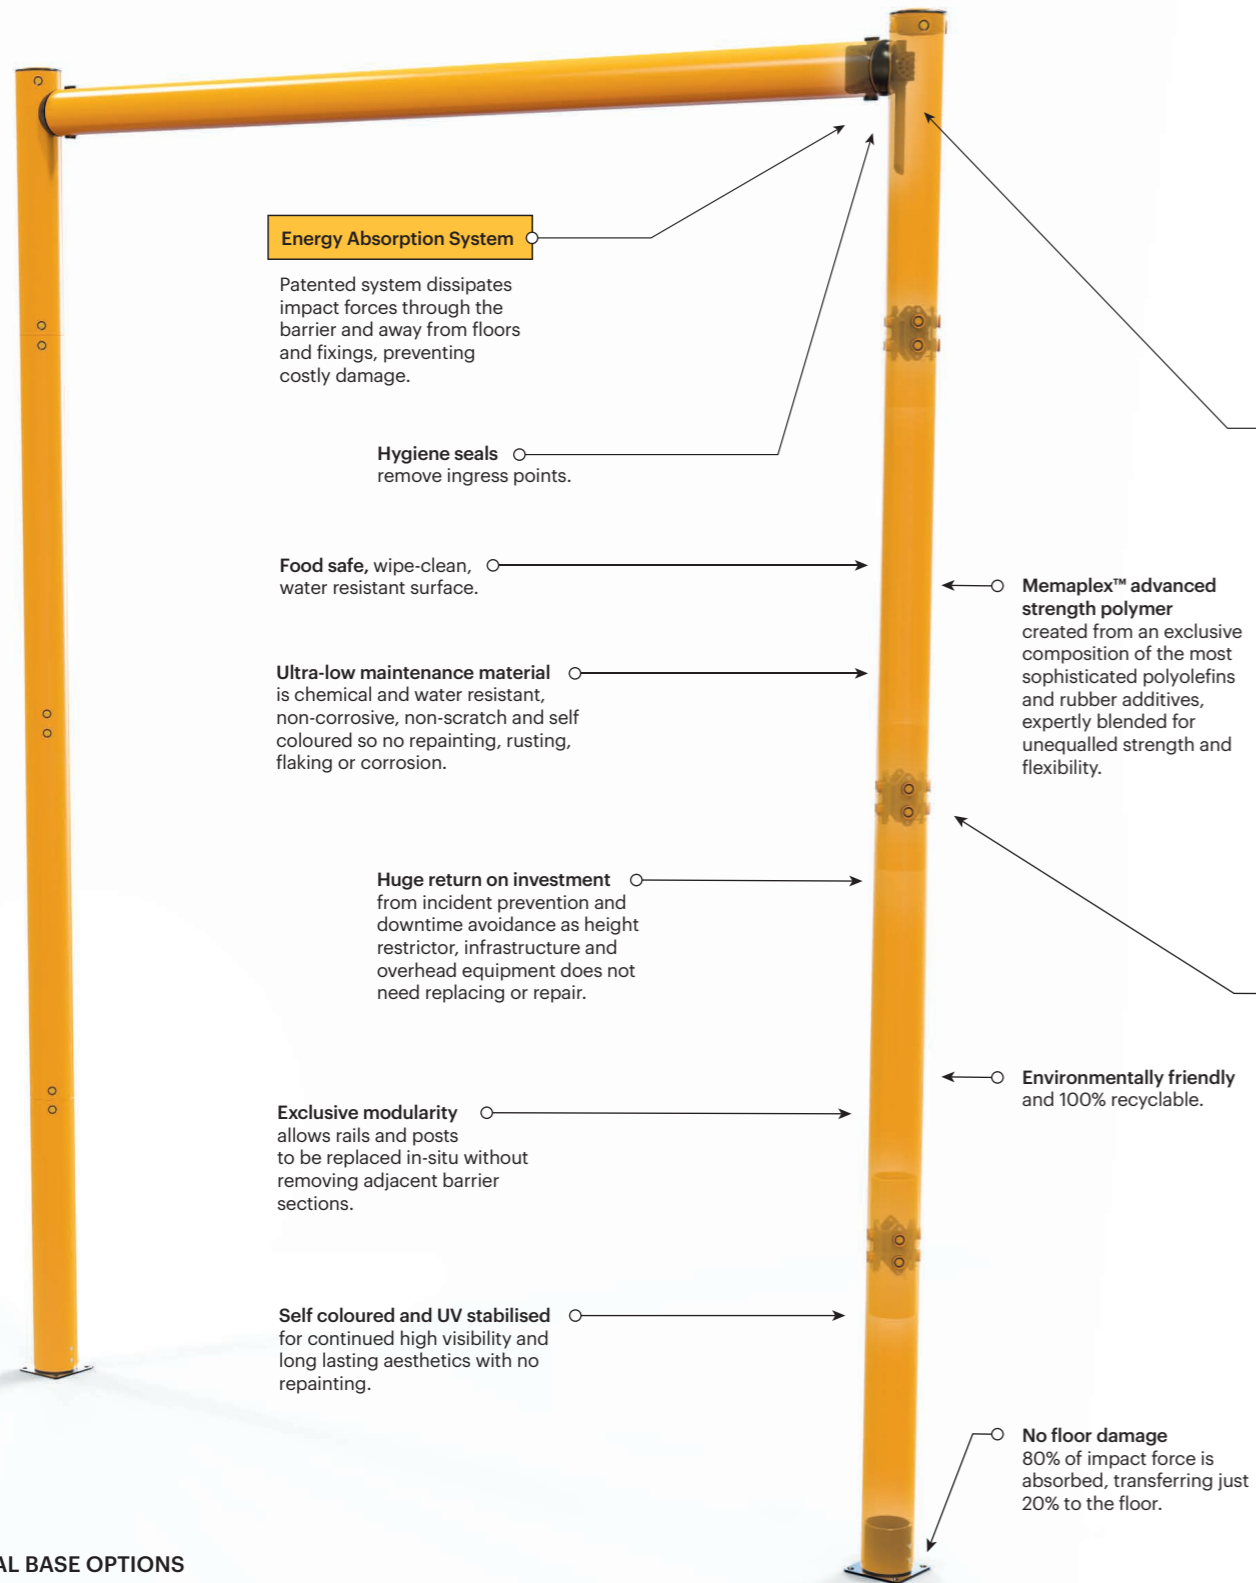 Energy Absorption System
Patented system dissipates
impact forces through the
barrier and away from floors
and fixings, preventing
costly damage.
Hygiene seals
remove ingress points.
Food safe, wipe-clean,
water resistant surface.
Memaplex™ advanced
strength polymer
created from an exclusive
composition of the most
sophisticated polyolefins
and rubber additives,
expertly blended for
unequalled strength and
flexibility.
Ultra-low maintenance material
is chemical and water resistant,
non-corrosive, non-scratch and self
coloured so no repainting, rusting,
flaking or corrosion.
Huge return on investment
from incident prevention and
downtime avoidance as height
restrictor, infrastructure and
overhead equipment does not
need replacing or repair.
Environmentally friendly
and 100% recyclable.
Exclusive modularity
allows rails and posts
to be replaced in-situ without
removing adjacent barrier
sections.
Self coloured and UV stabilised
for continued high visibility and
long lasting aesthetics with no
repainting.
No floor damage
80% of impact force is
absorbed, transferring just
20% to the floor.
AL BASE OPTIONS